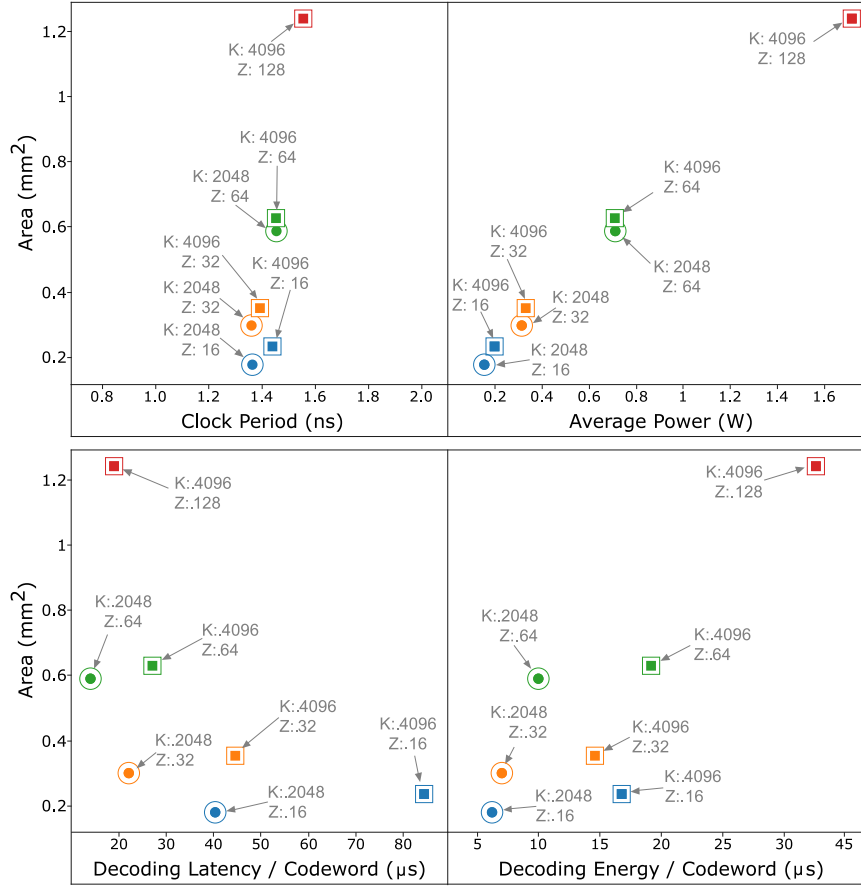 1.2
1
0.8
0.6
0.4
0.2
Area (mm²)
K: 4096
Z: 128
K: 4096
Z: 64
K: 2048
Z: 64
K: 4096
Z: 32
K: 4096
Z: 16
K: 2048
Z: 32
K: 2048
Z: 16
0.8 1.0 1.2 1.4 1.6 1.8 2.0
Clock Period (ns)
K: 4096
Z: 128
K: 4096
Z: 64
K: 4096
Z: 32
K: 2048
Z: 64
K: 4096
Z: 16
K: 2048
Z: 32
K: 2048
Z: 16
0.2 0.4 0.6 0.8 1 1.2 1.4 1.6
Average Power (W)
1.2
1
0.8
0.6
0.4
0.2
Area (mm²)
K:.4096
Z:.128
K:.2048
Z:.64
K:.4096
Z:.64
K:.4096
Z:.32
K:.2048
Z:.32
K:.4096
Z:.16
K:.2048
Z:.16
20 30 40 50 60 70 80
Decoding Latency / Codeword (μs)
K:.4096
Z:.128
K:.2048
Z:.64
K:.4096
Z:.64
K:.2048
Z:.32
K:.4096
Z:.32
K:.4096
Z:.16
K:.2048
Z:.16
5 10 15 20 25 32 45
Decoding Energy / Codeword (μs)